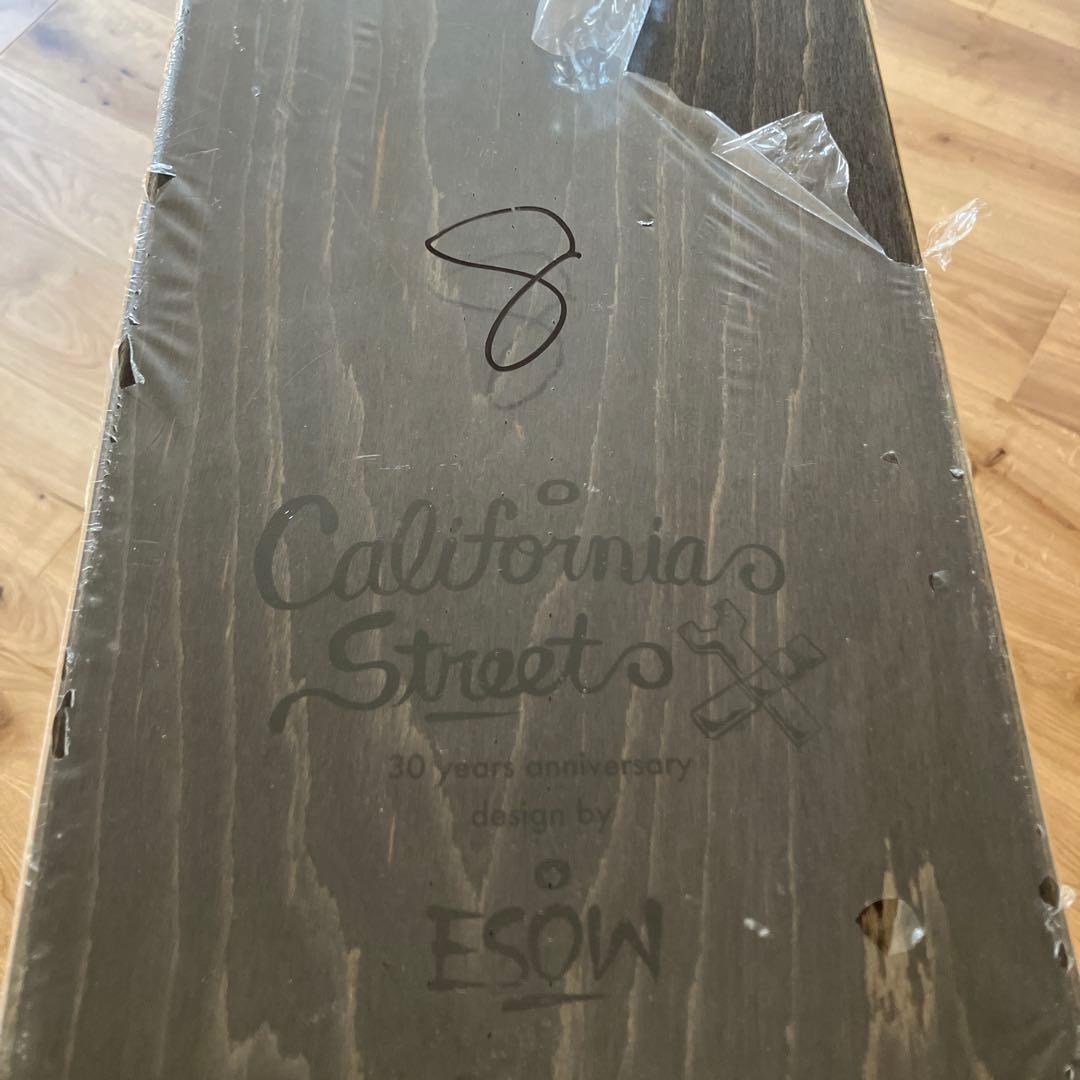 8
California
Street
30 years anniversary
design by
ESOW